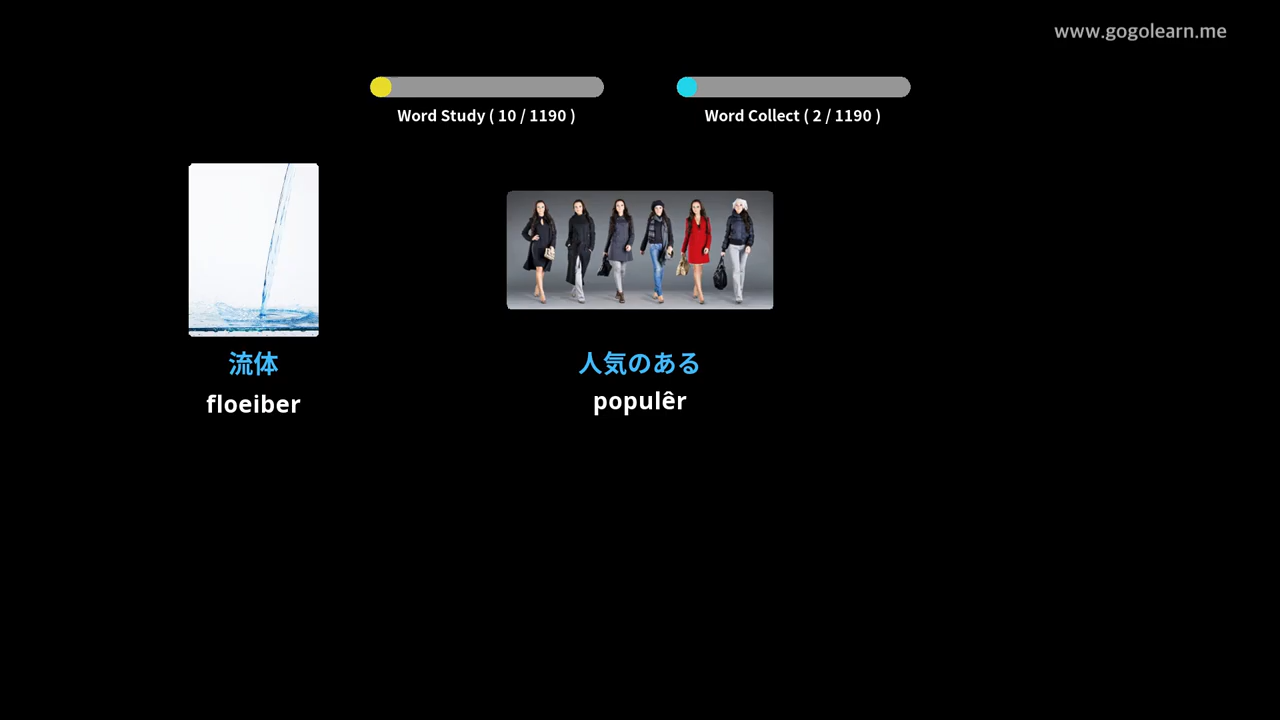 www.gogolearn.me
Word Study ( 10 / 1190 )
Word Collect ( 2 / 1190 )
流体
floeiber
人気のある
populêr